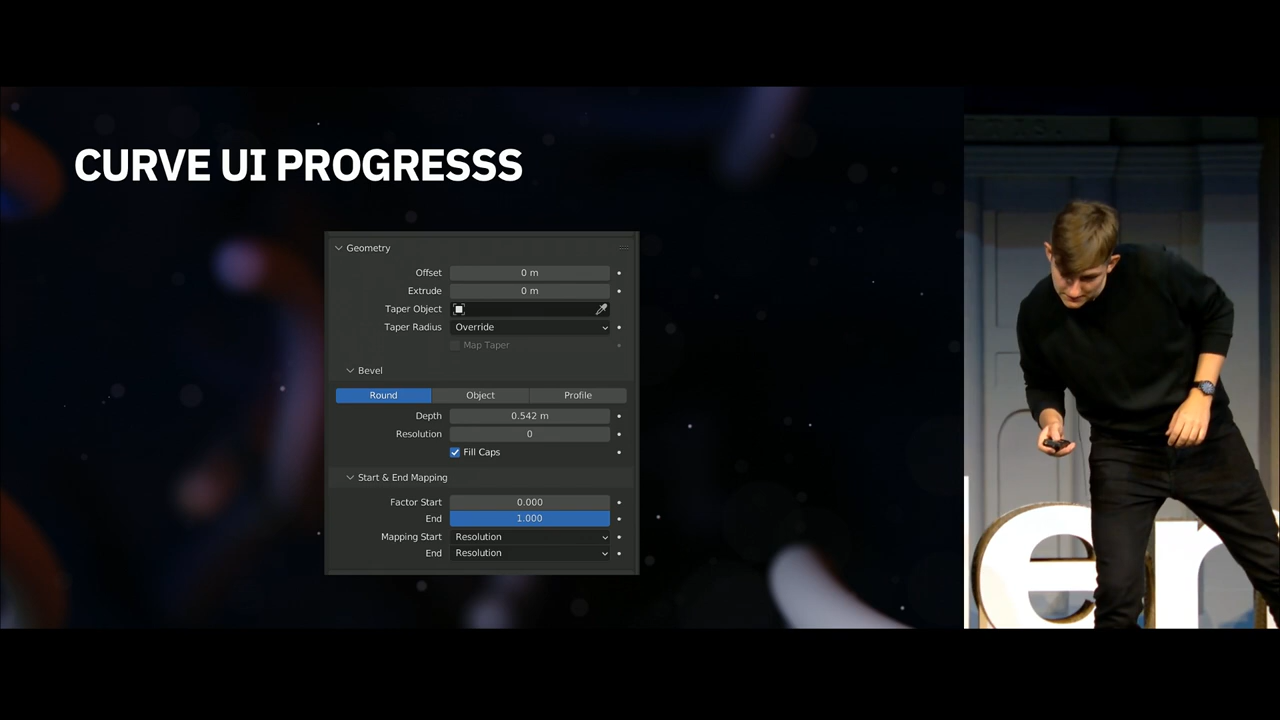 CURVE UI PROGRESSS
Geometry
Offset 0 m
Extrude 0 m
Taper Object
Taper Radius Override
Map Taper
Bevel
Round Object Profile
Depth 0.542 m
Resolution 0
Fill Caps
Start & End Mapping
Factor Start 0.000
End 1.000
Mapping Start Resolution
End Resolution
en